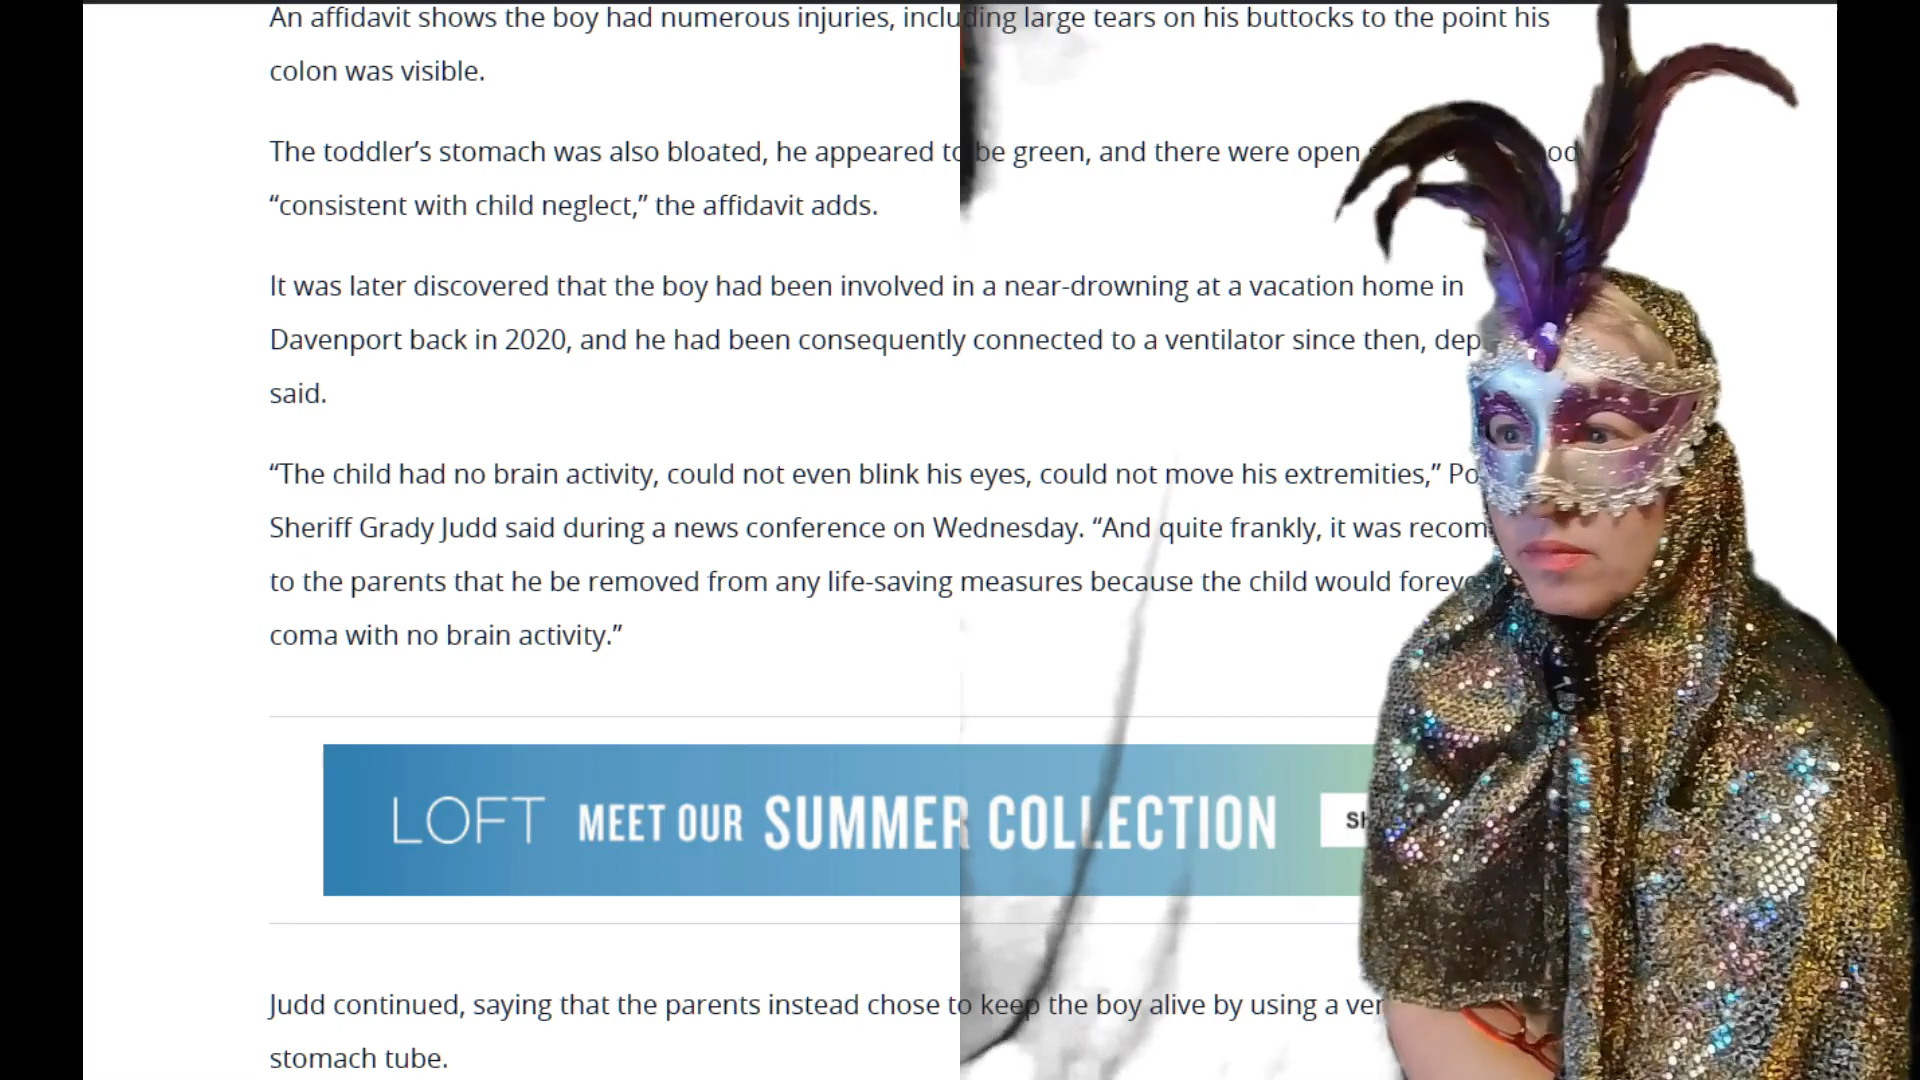 An affidavit shows the boy had numerous injuries, including large tears on his buttocks to the point his
colon was visible.
The toddler’s stomach was also bloated, he appeared to be green, and there were open
“consistent with child neglect,” the affidavit adds.
It was later discovered that the boy had been involved in a near-drowning at a vacation home in
Davenport back in 2020, and he had been consequently connected to a ventilator since then,
said.
“The child had no brain activity, could not even blink his eyes, could not move his extremities,”
Sheriff Grady Judd said during a news conference on Wednesday. “And quite frankly, it was
to the parents that he be removed from any life-saving measures because the child would
coma with no brain activity.”
LOFT MEET OUR SUMMER COLLECTION
Judd continued, saying that the parents instead chose to keep the boy alive by using a
stomach tube.